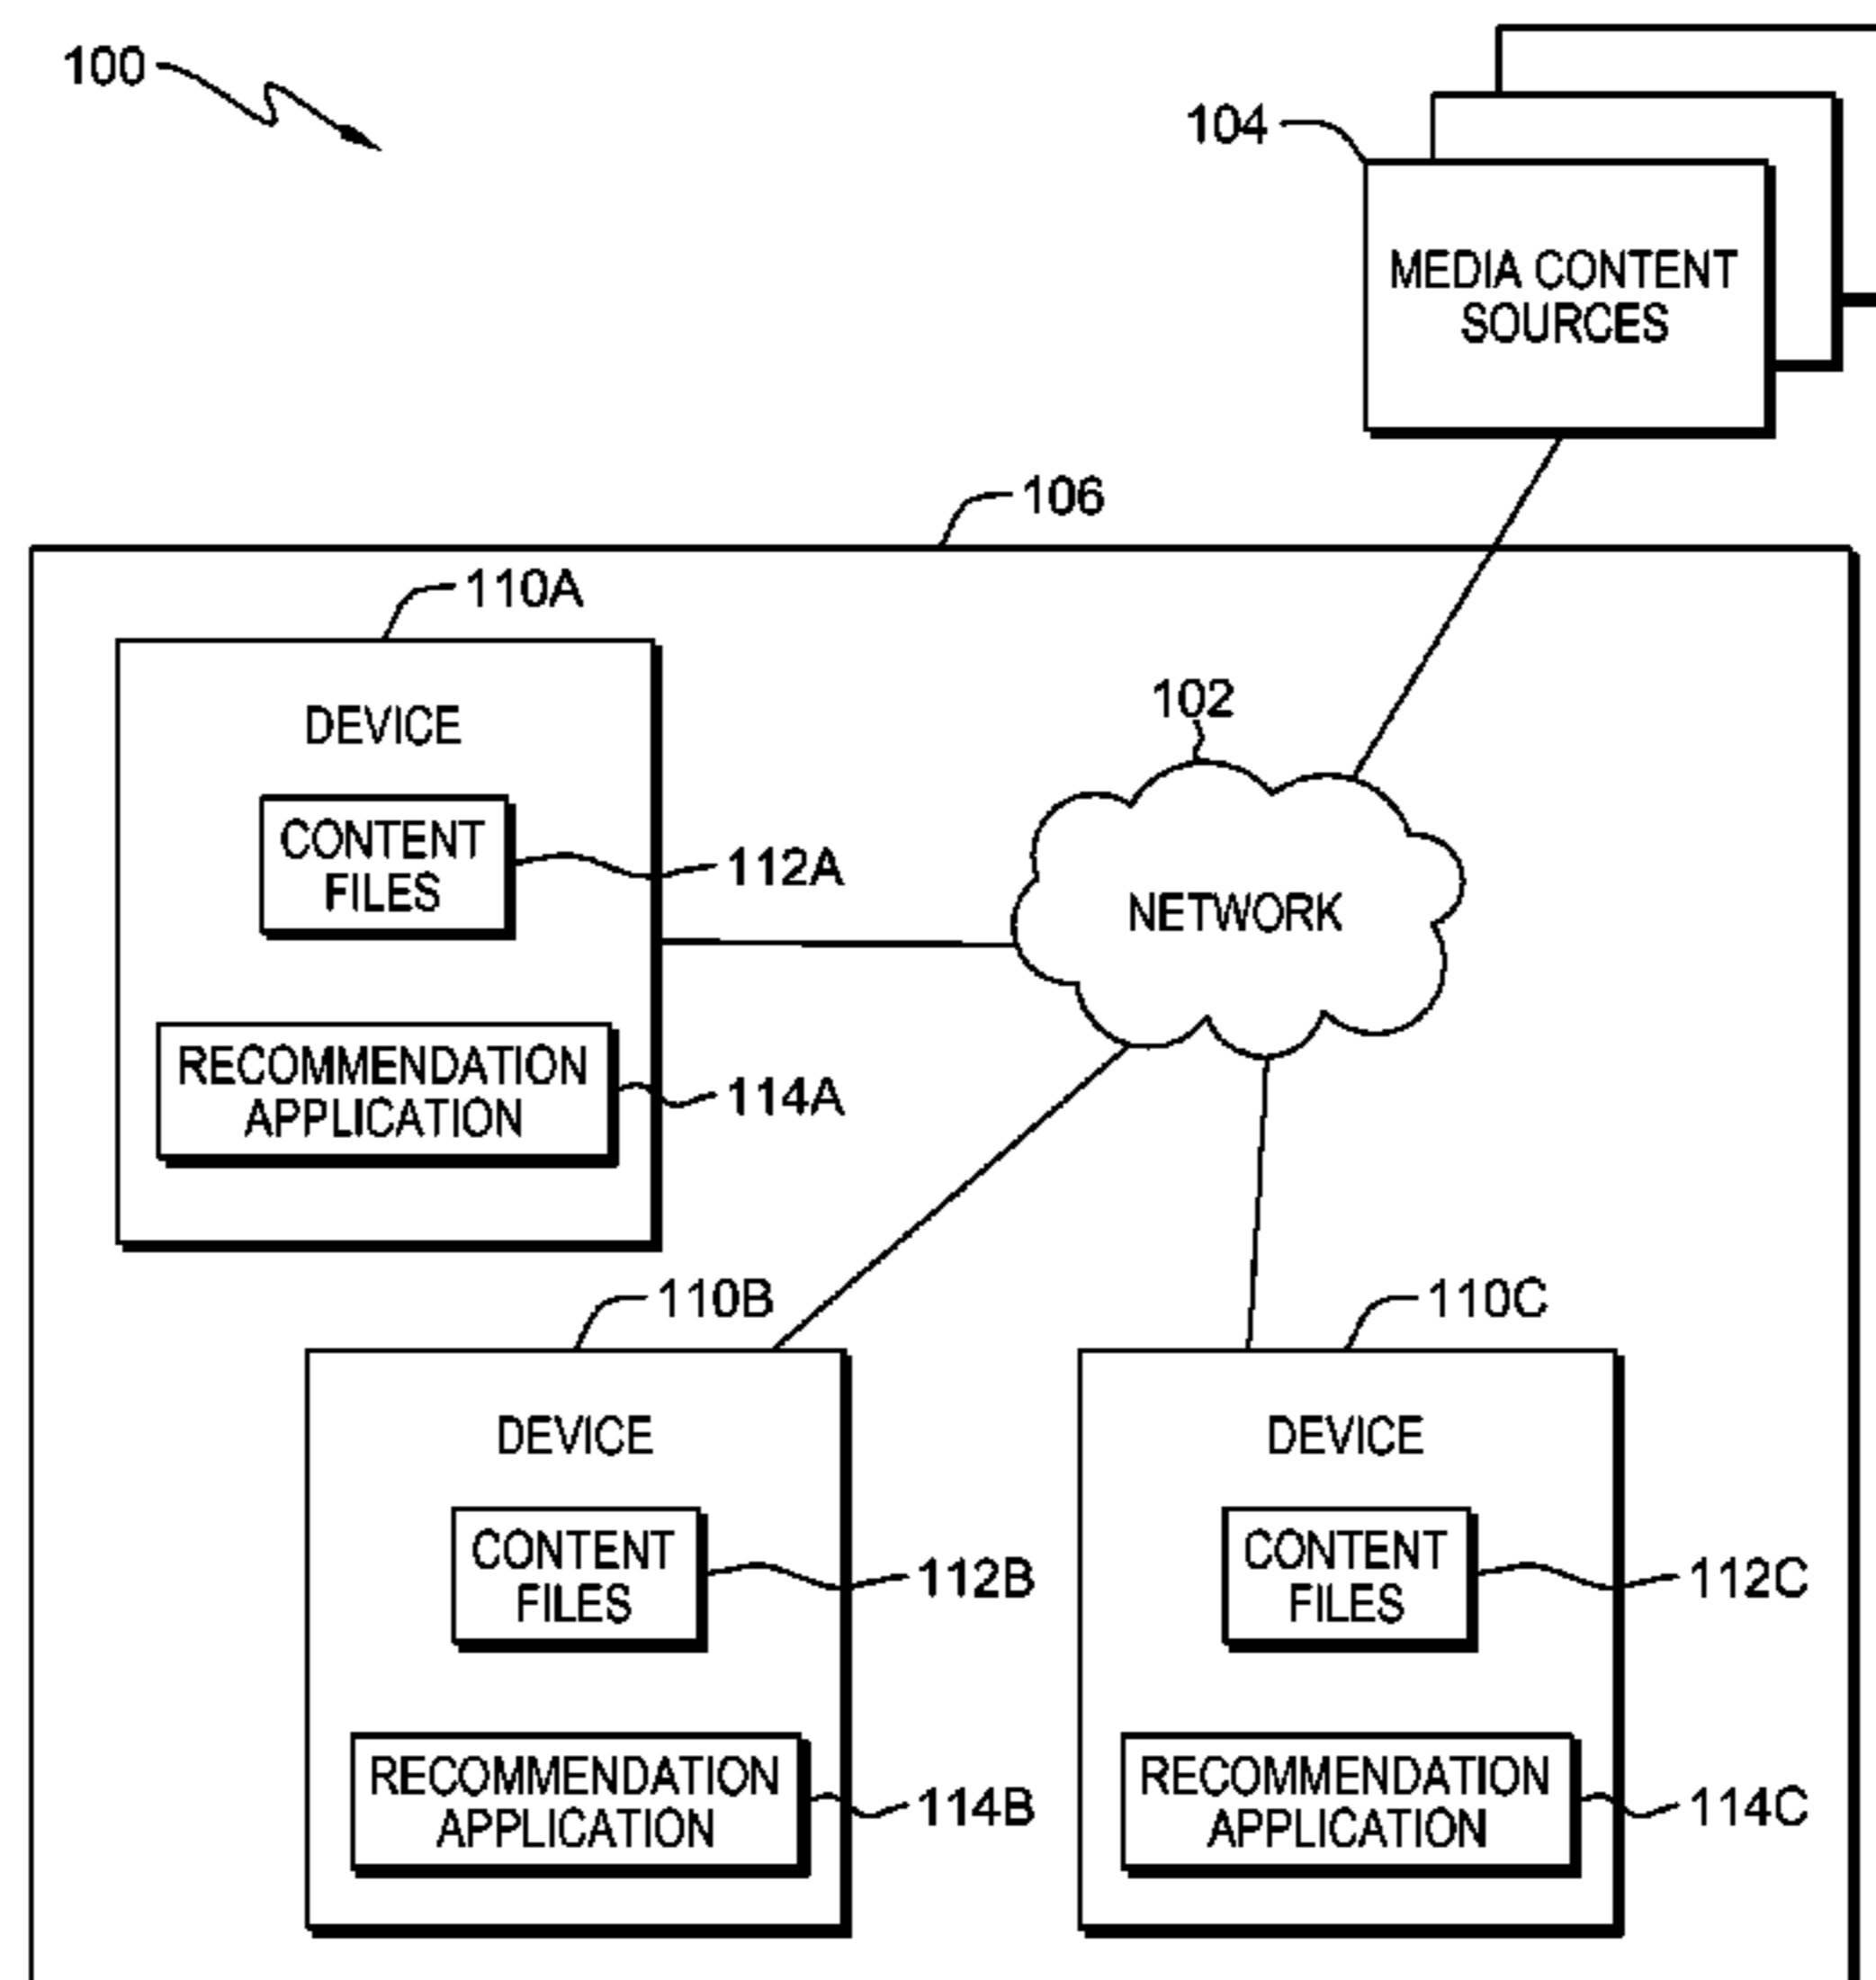 100
104
MEDIA CONTENT
SOURCES
106
110A
DEVICE
CONTENT
FILES
112A
RECOMMENDATION
APPLICATION
114A
102
NETWORK
110B
DEVICE
CONTENT
FILES
112B
RECOMMENDATION
APPLICATION
114B
110C
DEVICE
CONTENT
FILES
112C
RECOMMENDATION
APPLICATION
114C